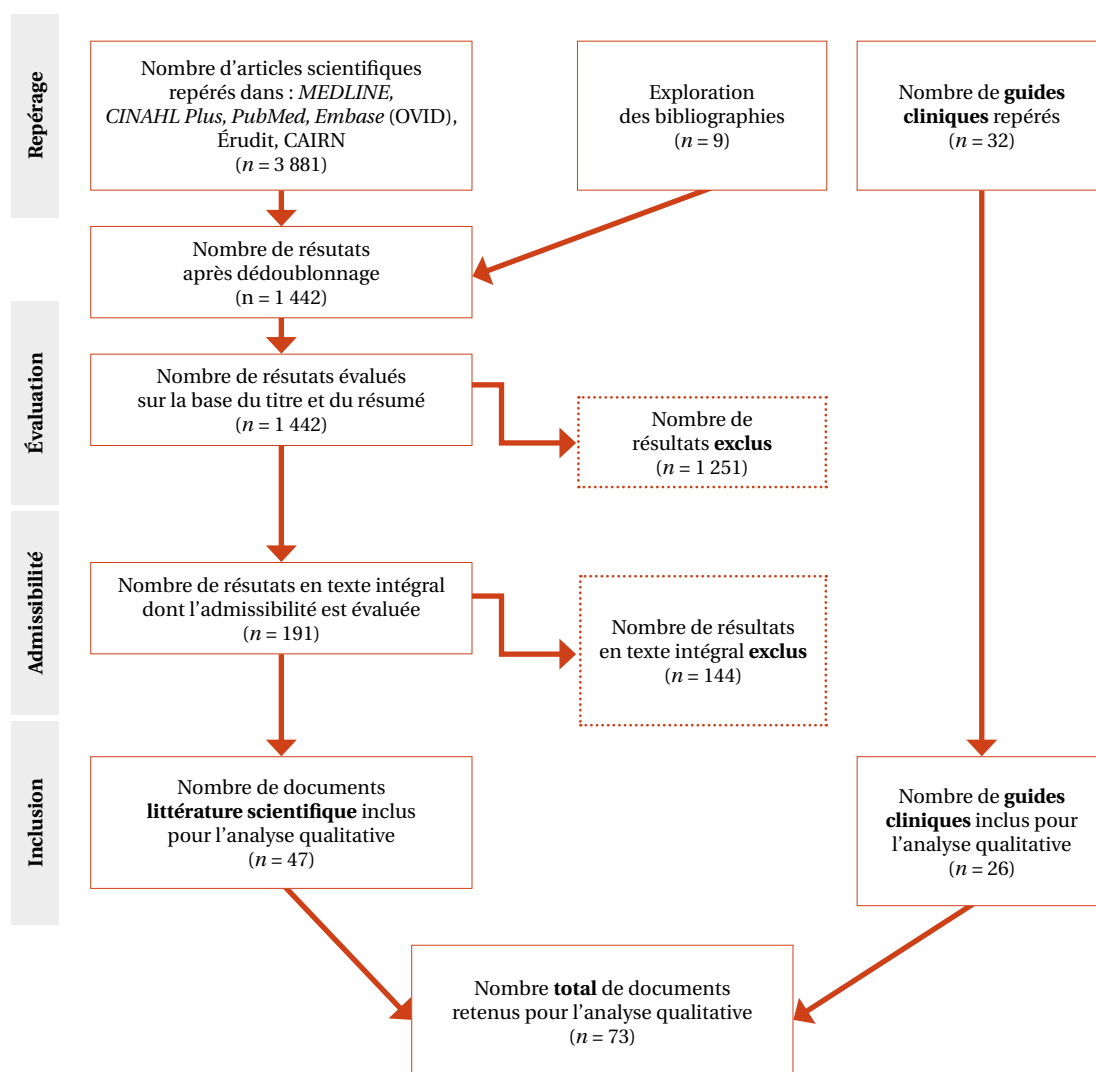 Repérage
Nombre d'articles scientifiques
repérés dans : MEDLINE,
CINAHL Plus, PubMed, Embase (OVID),
Érudit, CAIRN
(n = 3 881)
Exploration
des bibliographies
(n = 9)
Nombre de guides
cliniques repérés
(n = 32)
Nombre de résutats
après dédoublonnage
(n = 1 442)
Évaluation
Nombre de résutats évalués
sur la base du titre et du résumé
(n = 1 442)
Nombre de
résultats exclus
(n = 1 251)
Admissibilité
Nombre de résutats en texte intégral
dont l'admissibilité est évaluée
(n = 191)
Nombre de résultats
en texte intégral exclus
(n = 144)
Inclusion
Nombre de documents
littérature scientifique inclus
pour l'analyse qualitative
(n = 47)
Nombre de guides
cliniques inclus pour
l'analyse qualitative
(n = 26)
Nombre total de documents
retenus pour l'analyse qualitative
(n = 73)